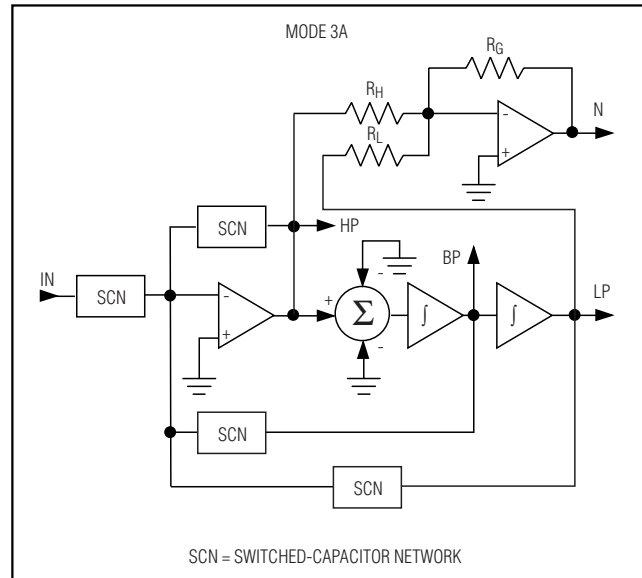 MODE 3A
RG
RH
N
-
+
RL
SCN
HP
BP
LP
IN
SCN
-
+
+
-
Σ
-
∫
∫
SCN
SCN
SCN = SWITCHED-CAPACITOR NETWORK